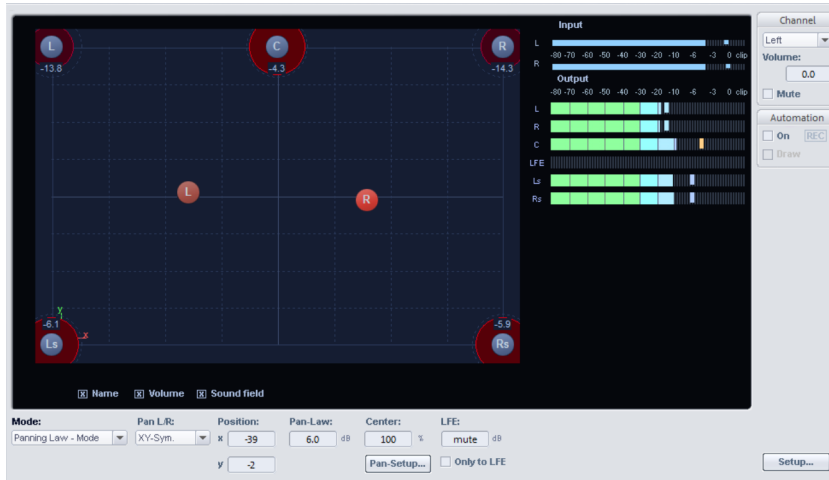 Input
Channel
L
C
R
L
Left
-13.8
-4.3
-14.3
-80 -70 -60 -50 -40 -30 -20 -10 -6 -3 0 clip
Volume:
R
0.0
Output
-80 -70 -60 -50 -40 -30 -20 -10 -6 -3 0 clip
Mute
L
Automation
R
On REC
C
Draw
LFE
Ls
L
R
Rs
y
x
-6.1
-5.9
Ls
Rs
x Name x Volume x Sound field
Mode: Pan L/R: Position: Pan-Law: Center: LFE:
Panning Law - Mode XY-Sym. x -39 6.0 dB 100 % mute dB
y -2 Pan-Setup... Only to LFE
Setup...